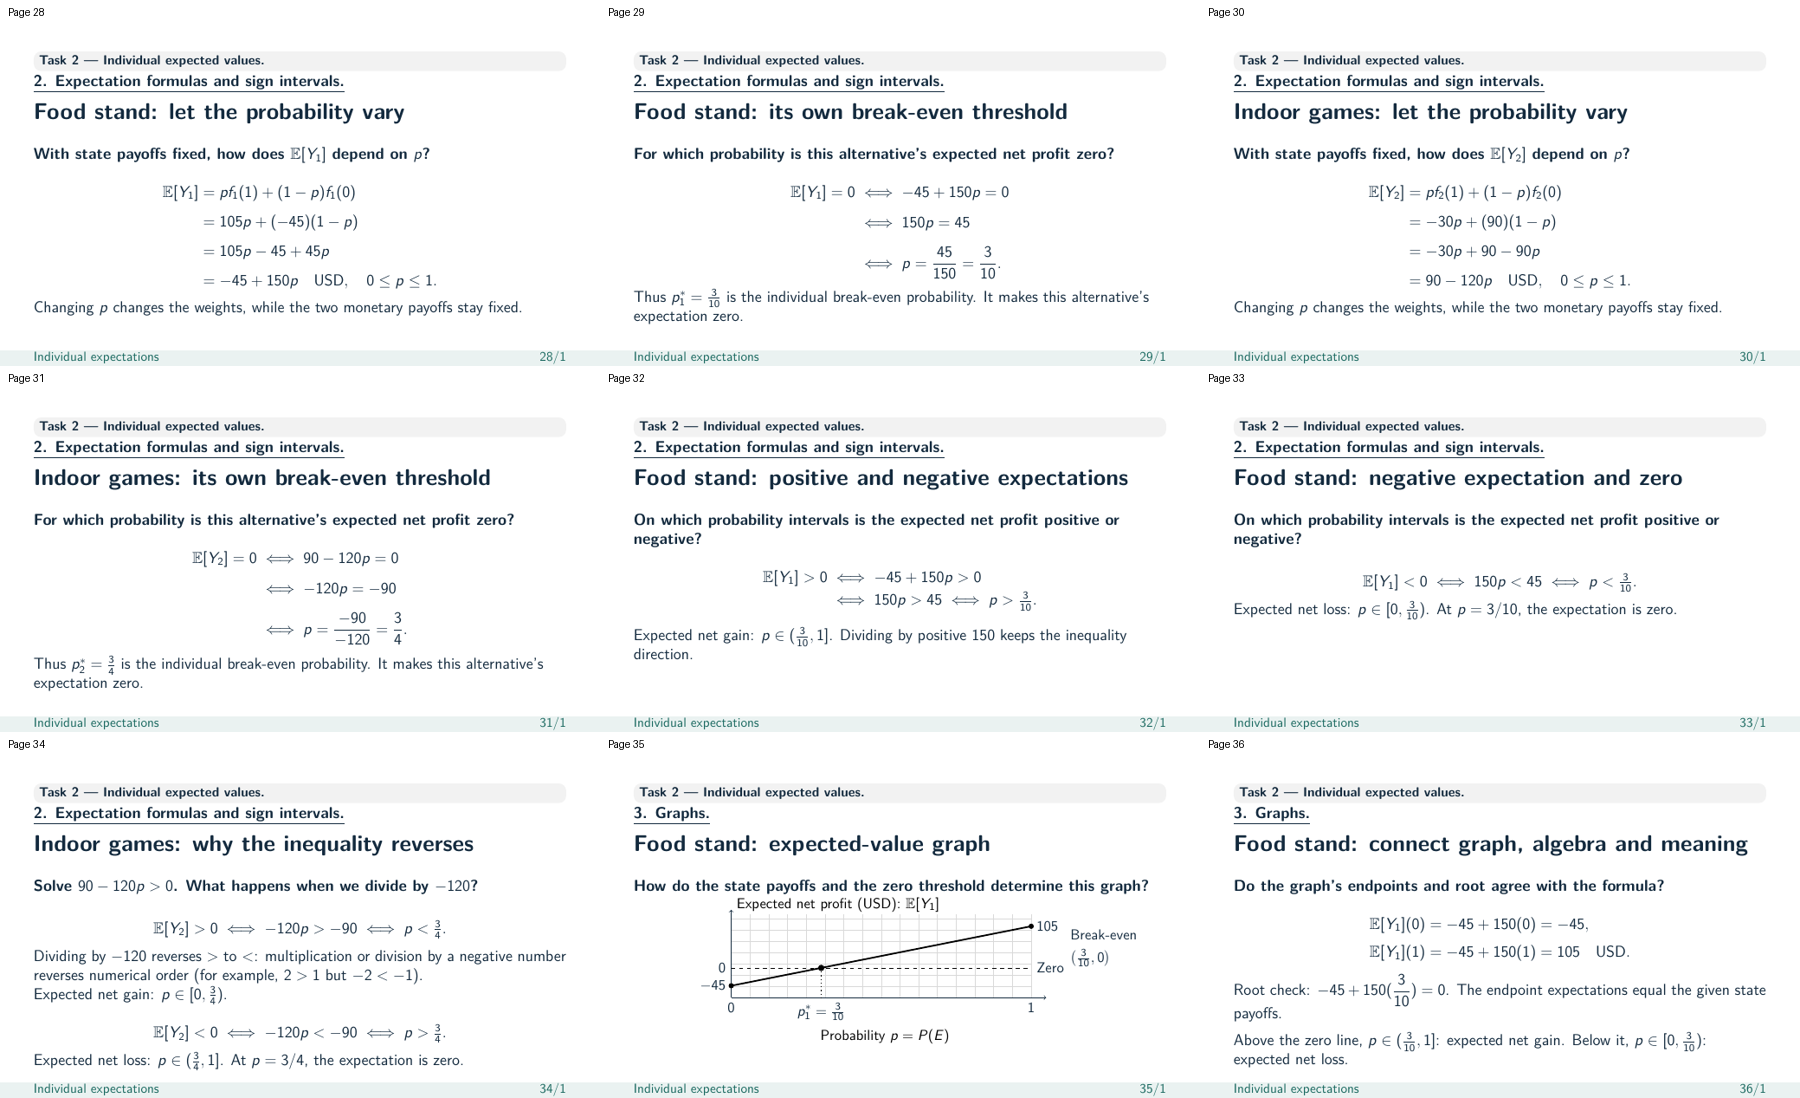 Page 28
Task 2 — Individual expected values.
2. Expectation formulas and sign intervals.
Food stand: let the probability vary
With state payoffs fixed, how does 𝔼[Y₁] depend on p?
𝔼[Y₁] = pf₁(1) + (1 − p)f₁(0)
= 105p + (−45)(1 − p)
= 105p − 45 + 45p
= −45 + 150p USD, 0 ≤ p ≤ 1.
Changing p changes the weights, while the two monetary payoffs stay fixed.
Individual expectations 28/1
Page 29
Task 2 — Individual expected values.
2. Expectation formulas and sign intervals.
Food stand: its own break-even threshold
For which probability is this alternative's expected net profit zero?
𝔼[Y₁] = 0 ⟺ −45 + 150p = 0
⟺ 150p = 45
⟺ p = 45/150 = 3/10.
Thus p₁* = 3/10 is the individual break-even probability. It makes this alternative's
expectation zero.
Individual expectations 29/1
Page 30
Task 2 — Individual expected values.
2. Expectation formulas and sign intervals.
Indoor games: let the probability vary
With state payoffs fixed, how does 𝔼[Y₂] depend on p?
𝔼[Y₂] = pf₂(1) + (1 − p)f₂(0)
= −30p + (90)(1 − p)
= −30p + 90 − 90p
= 90 − 120p USD, 0 ≤ p ≤ 1.
Changing p changes the weights, while the two monetary payoffs stay fixed.
Individual expectations 30/1
Page 31
Task 2 — Individual expected values.
2. Expectation formulas and sign intervals.
Indoor games: its own break-even threshold
For which probability is this alternative's expected net profit zero?
𝔼[Y₂] = 0 ⟺ 90 − 120p = 0
⟺ −120p = −90
⟺ p = −90/−120 = 3/4.
Thus p₂* = 3/4 is the individual break-even probability. It makes this alternative's
expectation zero.
Individual expectations 31/1
Page 32
Task 2 — Individual expected values.
2. Expectation formulas and sign intervals.
Food stand: positive and negative expectations
On which probability intervals is the expected net profit positive or
negative?
𝔼[Y₁] > 0 ⟺ −45 + 150p > 0
⟺ 150p > 45 ⟺ p > 3/10.
Expected net gain: p ∈ (3/10, 1]. Dividing by positive 150 keeps the inequality
direction.
Individual expectations 32/1
Page 33
Task 2 — Individual expected values.
2. Expectation formulas and sign intervals.
Food stand: negative expectation and zero
On which probability intervals is the expected net profit positive or
negative?
𝔼[Y₁] < 0 ⟺ 150p < 45 ⟺ p < 3/10.
Expected net loss: p ∈ [0, 3/10). At p = 3/10, the expectation is zero.
Individual expectations 33/1
Page 34
Task 2 — Individual expected values.
2. Expectation formulas and sign intervals.
Indoor games: why the inequality reverses
Solve 90 − 120p > 0. What happens when we divide by −120?
𝔼[Y₂] > 0 ⟺ −120p > −90 ⟺ p < 3/4.
Dividing by −120 reverses > to <: multiplication or division by a negative number
reverses numerical order (for example, 2 > 1 but −2 < −1).
Expected net gain: p ∈ [0, 3/4).
𝔼[Y₂] < 0 ⟺ −120p < −90 ⟺ p > 3/4.
Expected net loss: p ∈ (3/4, 1]. At p = 3/4, the expectation is zero.
Individual expectations 34/1
Page 35
Task 2 — Individual expected values.
3. Graphs.
Food stand: expected-value graph
How do the state payoffs and the zero threshold determine this graph?
Expected net profit (USD): 𝔼[Y₁]
105
Break-even
(3/10, 0)
0
Zero
−45
0
p₁* = 3/10
1
Probability p = P(E)
Individual expectations 35/1
Page 36
Task 2 — Individual expected values.
3. Graphs.
Food stand: connect graph, algebra and meaning
Do the graph's endpoints and root agree with the formula?
𝔼[Y₁](0) = −45 + 150(0) = −45,
𝔼[Y₁](1) = −45 + 150(1) = 105 USD.
Root check: −45 + 150(3/10) = 0. The endpoint expectations equal the given state
payoffs.
Above the zero line, p ∈ (3/10, 1]: expected net gain. Below it, p ∈ [0, 3/10):
expected net loss.
Individual expectations 36/1